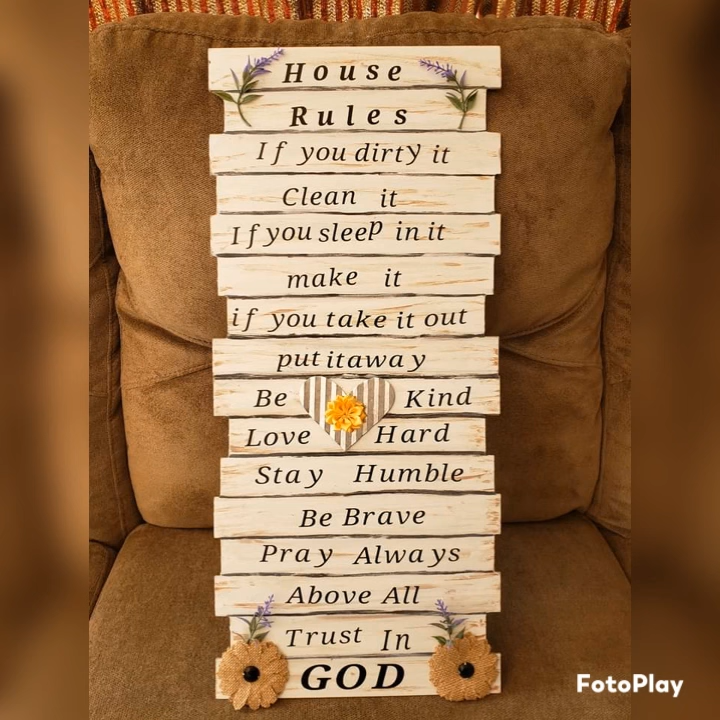 House
Rules
If you dirty it
Clean it
If you sleep in it
make it
if you take it out
put it away
Be Kind
Love Hard
Stay Humble
Be Brave
Pray Always
Above All
Trust In
GOD
FotoPlay